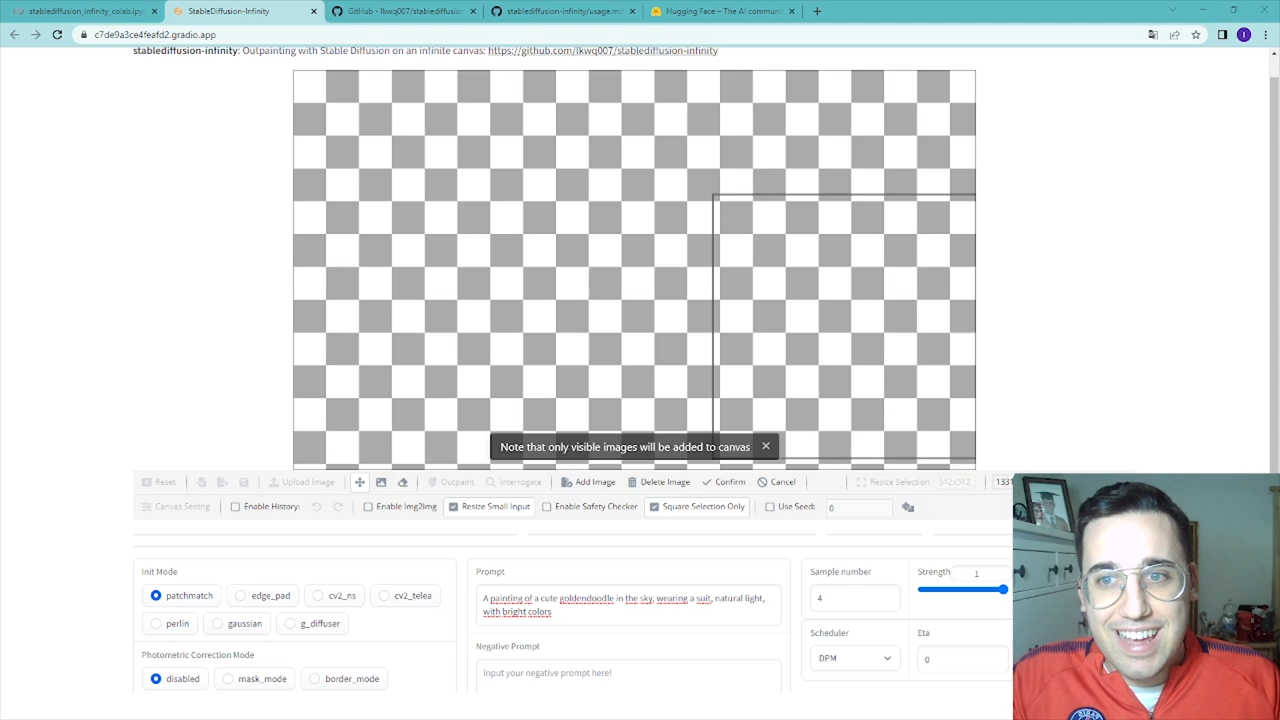 stablediffusion_infinity_colab.ipy
StableDiffusion-Infinity
GitHub - lkwq007/stablediffusion-
stablediffusion-infinity/usage.md
Hugging Face – The AI communi
c7de9a3ce4feafd2.gradio.app
stablediffusion-infinity: Outpainting with Stable Diffusion on an infinite canvas: https://github.com/lkwq007/stablediffusion-infinity
Note that only visible images will be added to canvas
Reset Upload Image Outpaint Interrogate Add Image Delete Image Confirm Cancel Resize Selection 512x512 1331
Canvas Setting Enable History: Enable Img2Img Resize Small Input Enable Safety Checker Square Selection Only Use Seed: 0
Init Mode
patchmatch edge_pad cv2_ns cv2_telea
perlin gaussian g_diffuser
Photometric Correction Mode
disabled mask_mode border_mode
Prompt
A painting of a cute goldendoodle in the sky, wearing a suit, natural light,
with bright colors
Negative Prompt
input your negative prompt here!
Sample number
4
Strength 1
Scheduler
DPM
Eta
0